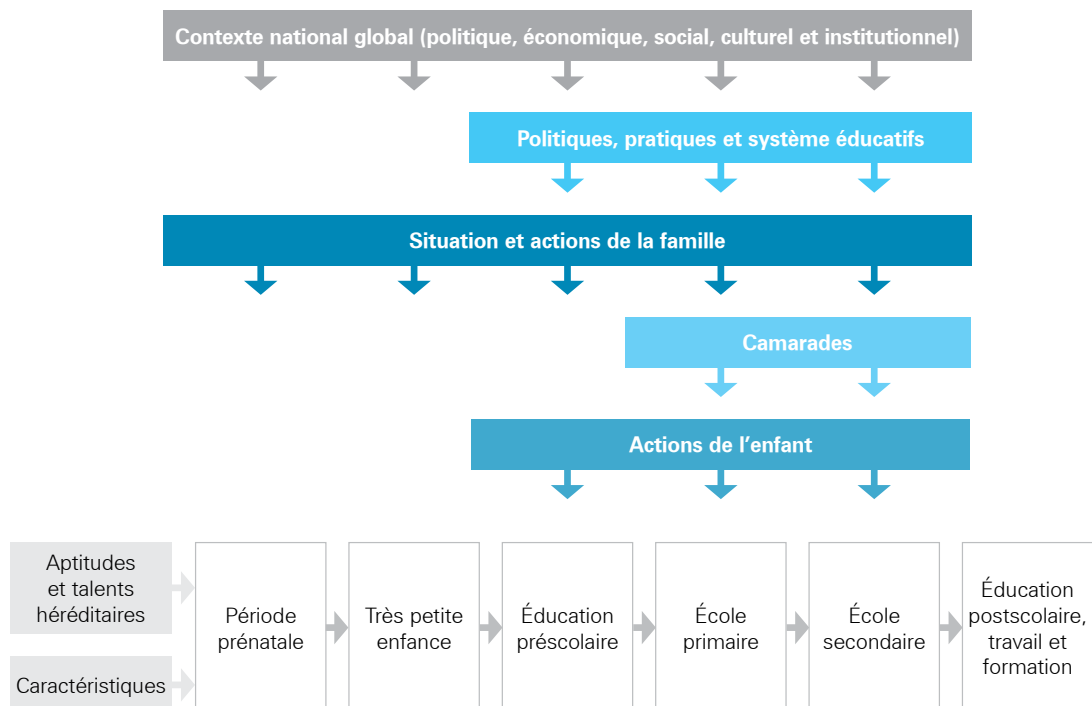 Contexte national global (politique, économique, social, culturel et institutionnel)
Politiques, pratiques et système éducatifs
Situation et actions de la famille
Camarades
Actions de l'enfant
Aptitudes
et talents
héréditaires
Caractéristiques
Période
prénatale
Très petite
enfance
Éducation
préscolaire
École
primaire
École
secondaire
Éducation
postscolaire,
travail et
formation